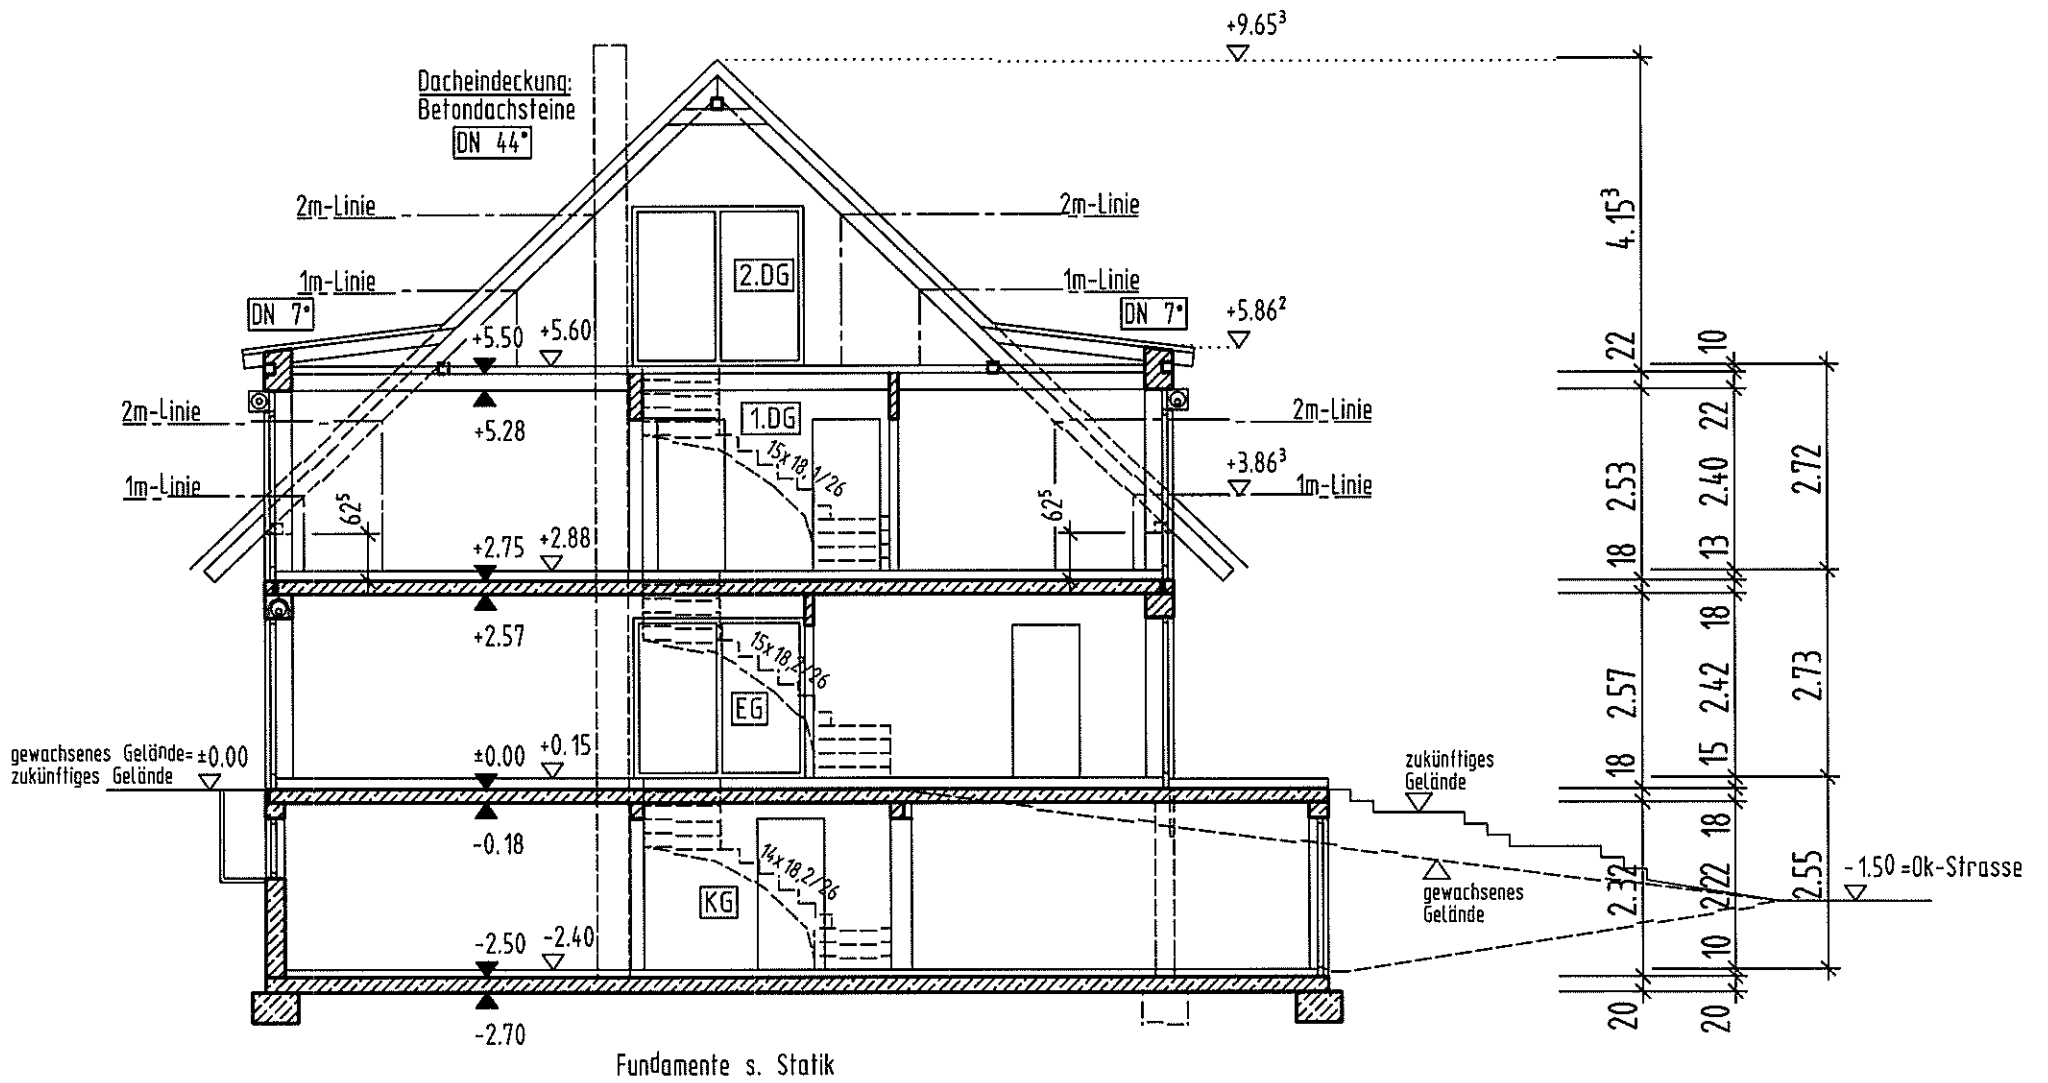 +9.65³
Dacheindeckung:
Betondachsteine
DN 44°
2m-Linie
2m-Linie
4.15³
1m-Linie
2.DG
1m-Linie
DN 7°
DN 7°
+5.86²
+5.50
+5.60
22
10
2m-Linie
+5.28
1.DG
2m-Linie
22
15x18,1/26
+3.86³
1m-Linie
62⁵
62⁵
1m-Linie
2.53
2.40
2.72
+2.75
+2.88
18
13
+2.57
18
15x18,2/26
EG
2.57
2.42
2.73
gewachsenes Gelände= ±0,00
zukünftiges Gelände
±0.00
+0.15
zukünftiges
Gelände
18
15
-0.18
18
14x18,2/26
KG
gewachsenes
Gelände
2.32
2.22
2.55
-1.50 =Ok-Strasse
-2.50
-2.40
10
-2.70
20
20
Fundamente s. Statik